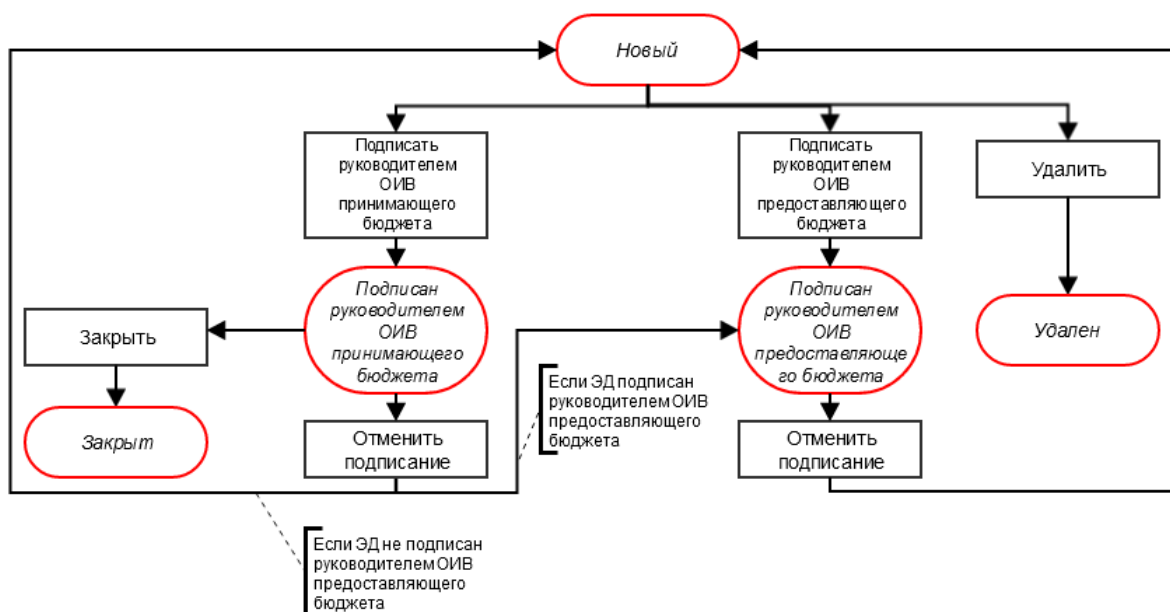 Новый
Подписать
руководителем
ОИВ
принимающего
бюджета
Подписать
руководителем
ОИВ
предоставляющего
бюджета
Удалить
Подписан
руководителем
ОИВ
принимающего
бюджета
Подписан
руководителем
ОИВ
предоставляюще
го бюджета
Удален
Закрыть
Если ЭД подписан
руководителем ОИВ
предоставляющего
бюджета
Закрыт
Отменить
подписание
Отменить
подписание
Если ЭД не подписан
руководителем ОИВ
предоставляющего
бюджета